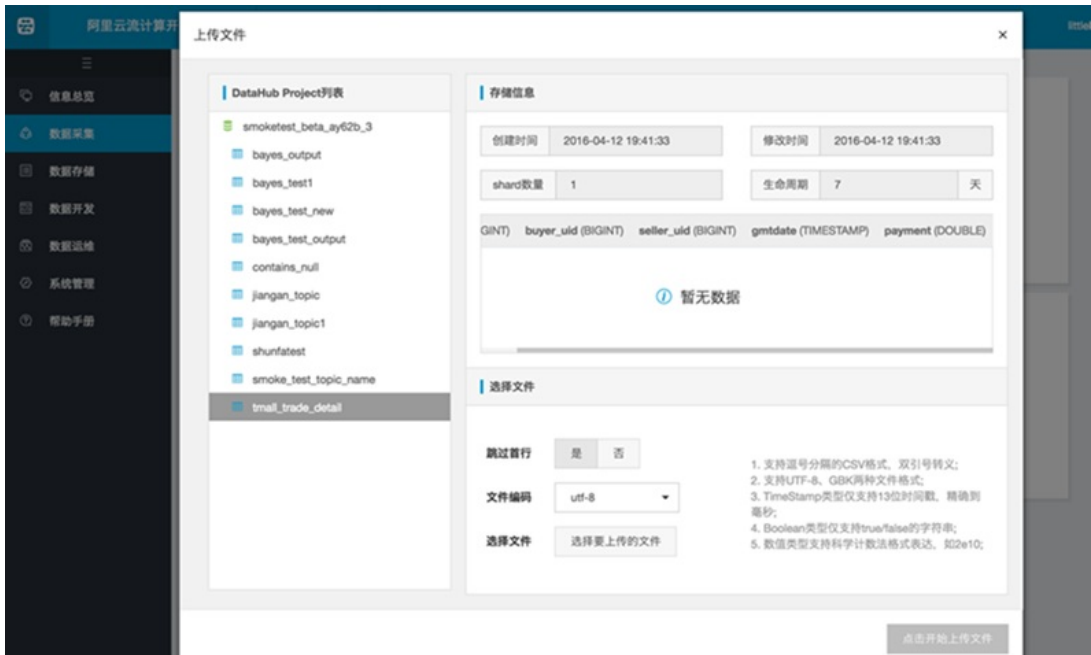 阿里云流计算开
上传文件
×
信息总览
数据采集
数据存储
数据开发
数据运维
系统管理
帮助手册
DataHub Project列表
smoketest_beta_ay62b_3
bayes_output
bayes_test1
bayes_test_new
bayes_test_output
contains_null
jiangan_topic
jiangan_topic1
shunfatest
smoke_test_topic_name
tmall_trade_detail
存储信息
创建时间 2016-04-12 19:41:33 修改时间 2016-04-12 19:41:33
shard数量 1 生命周期 7 天
GINT) buyer_uid (BIGINT) seller_uid (BIGINT) gmtdate (TIMESTAMP) payment (DOUBLE)
暂无数据
选择文件
跳过首行 是 否
文件编码 utf-8
选择文件 选择要上传的文件
1. 支持逗号分隔的CSV格式，双引号转义;
2. 支持UTF-8、GBK两种文件格式;
3. TimeStamp类型仅支持13位时间戳，精确到
毫秒;
4. Boolean类型仅支持true/false的字符串;
5. 数值类型支持科学计数法格式表达，如2e10;
点击开始上传文件